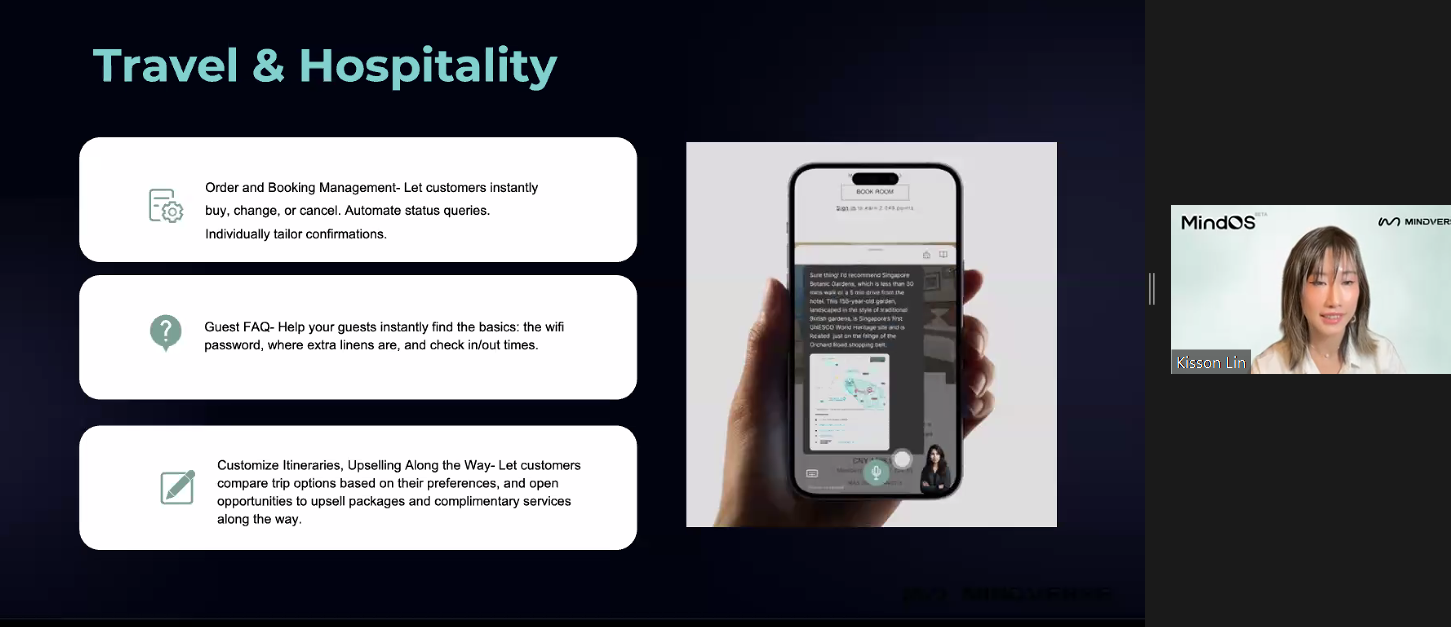 Travel & Hospitality
Order and Booking Management- Let customers instantly
buy, change, or cancel. Automate status queries.
Individually tailor confirmations.
Guest FAQ- Help your guests instantly find the basics: the wifi
password, where extra linens are, and check in/out times.
Customize Itineraries, Upselling Along the Way- Let customers
compare trip options based on their preferences, and open
opportunities to upsell packages and complimentary services
along the way.
BOOK ROOM
Sign in to earn 2,045 points
Sure thing! I'd recommend Singapore
Botanic Gardens, which is less than 30
mins walk or a 5 min drive from the
hotel. This 155-year-old garden,
landscaped in the style of traditional
British gardens, is Singapore's first
UNESCO World Heritage site and is
located just on the fringe of the
Orchard Road shopping belt.
MINDVERSE
MindOS BETA
MINDVERS
Kisson Lin